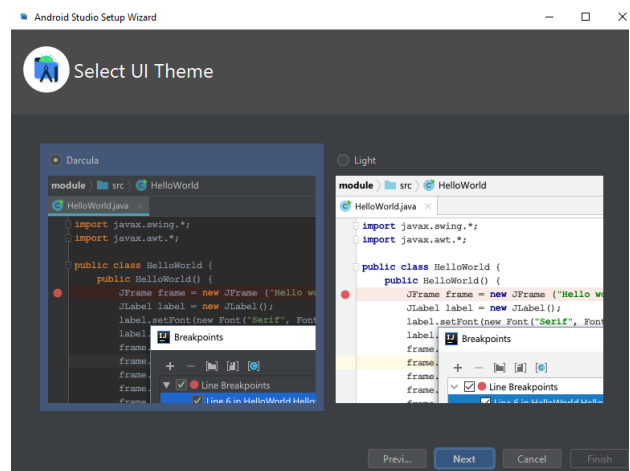 Android Studio Setup Wizard
Select UI Theme
Darcula
module src HelloWorld
HelloWorld.java
import javax.swing.*;
import javax.awt.*;
public class HelloWorld {
public HelloWorld() {
JFrame frame = new JFrame ("Hello wo
JLabel label = new JLabel();
label.setFont(new Font("Serif", Font
label.
frame.
frame.
frame.
frame
Breakpoints
Line Breakpoints
Line 6 in HelloWorld.Hello
Light
module src HelloWorld
HelloWorld.java
import javax.swing.*;
import javax.awt.*;
public class HelloWorld {
public HelloWorld() {
JFrame frame = new JFrame ("Hello wo
JLabel label = new JLabel();
label.setFont(new Font("Serif", Font
label.
frame.
frame.
frame.
frame
Breakpoints
Line Breakpoints
Line 6 in HelloWorld.Hello
Previ...
Next
Cancel
Finish